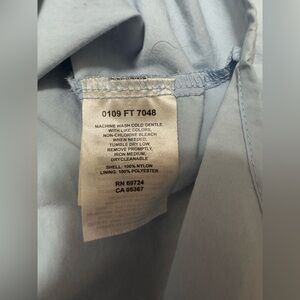 0109 FT 7048
MACHINE WASH COLD GENTLE,
WITH LIKE COLORS,
NON-CHLORINE BLEACH
WHEN NEEDED,
TUMBLE DRY LOW,
REMOVE PROMPTLY,
IRON MEDIUM,
DRYCLEANABLE
SHELL: 100% NYLON
LINING: 100% POLYESTER
RN 69724
CA 05367